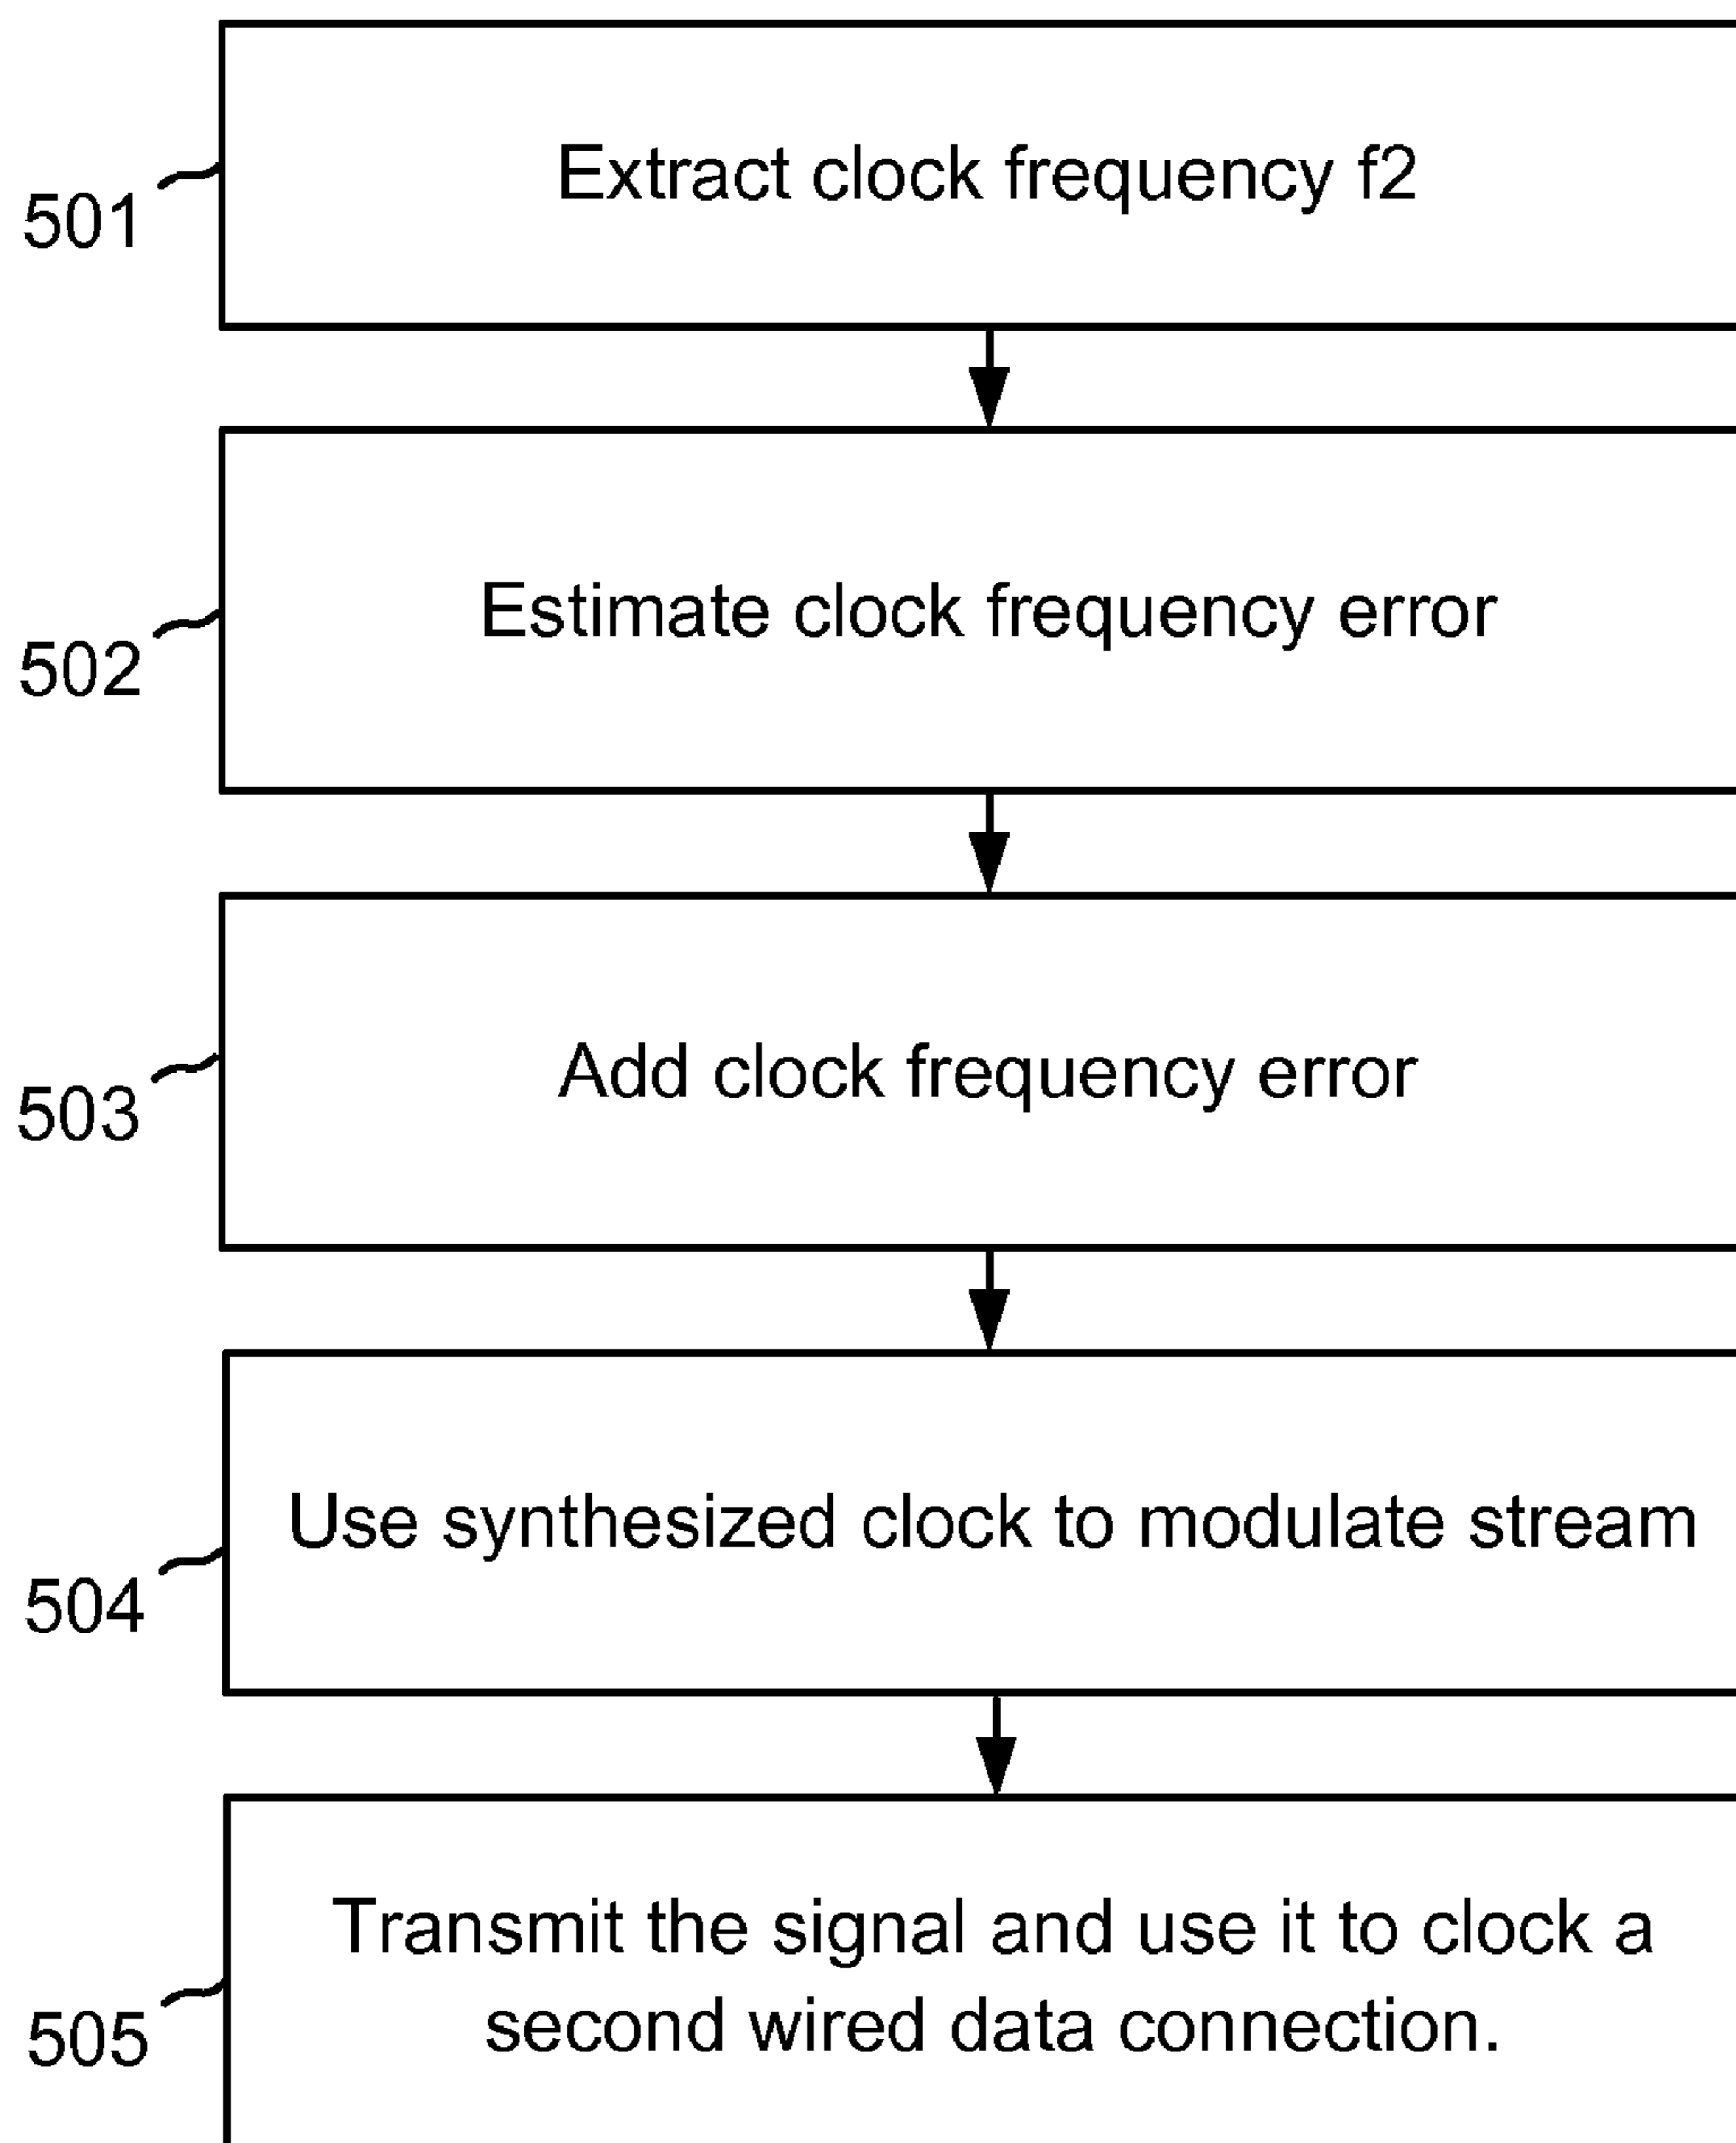 Extract clock frequency f2
501
Estimate clock frequency error
502
Add clock frequency error
503
Use synthesized clock to modulate stream
504
Transmit the signal and use it to clock a
second wired data connection.
505